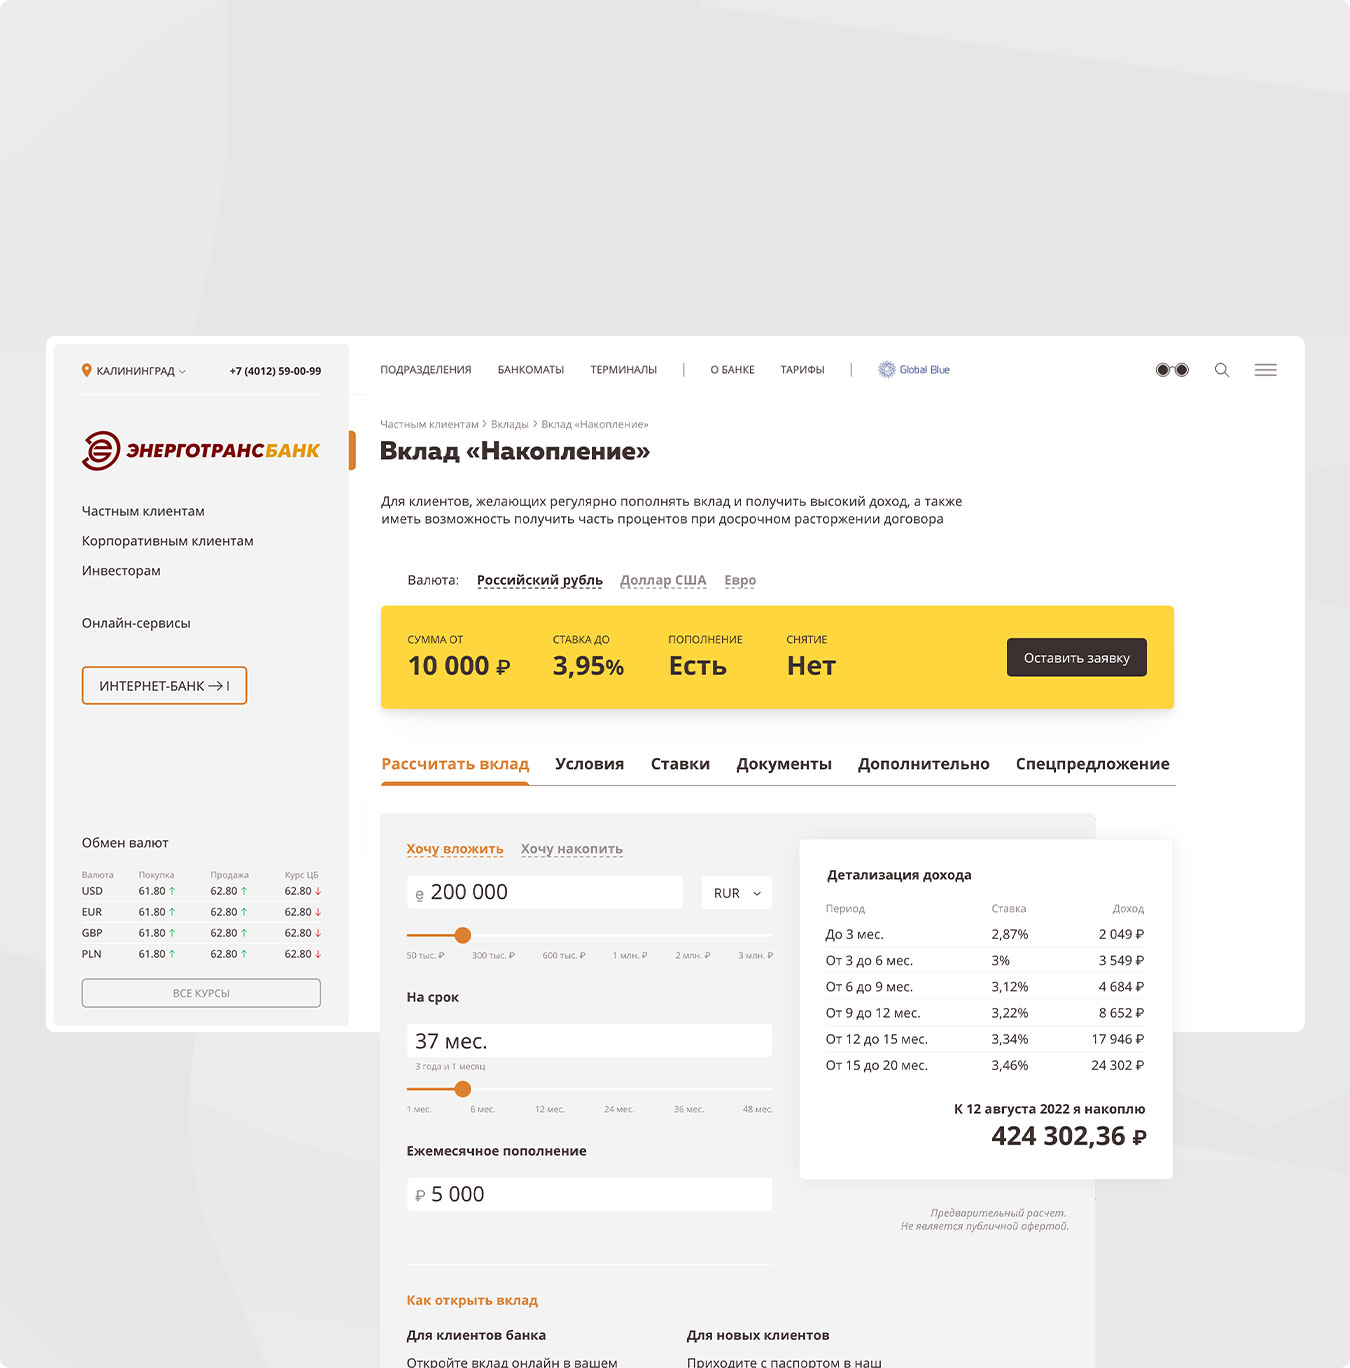 КАЛИНИНГРАД
+7 (4012) 59-00-99
ЭНЕРГОТРАНСБАНК
Частным клиентам
Корпоративным клиентам
Инвесторам
Онлайн-сервисы
ИНТЕРНЕТ-БАНК
Обмен валют
Валюта Покупка Продажа Курс ЦБ
USD 61.80 ↑ 62.80 ↑ 62.80 ↓
EUR 61.80 ↑ 62.80 ↑ 62.80 ↓
GBP 61.80 ↑ 62.80 ↑ 62.80 ↓
PLN 61.80 ↑ 62.80 ↑ 62.80 ↓
ВСЕ КУРСЫ
ПОДРАЗДЕЛЕНИЯ БАНКОМАТЫ ТЕРМИНАЛЫ | О БАНКЕ ТАРИФЫ | Global Blue
Частным клиентам > Вклады > Вклад «Накопление»
Вклад «Накопление»
Для клиентов, желающих регулярно пополнять вклад и получить высокий доход, а также
иметь возможность получить часть процентов при досрочном расторжении договора
Валюта: Российский рубль Доллар США Евро
СУММА ОТ СТАВКА ДО ПОПОЛНЕНИЕ СНЯТИЕ
10 000 ₽ 3,95% Есть Нет
Оставить заявку
Рассчитать вклад Условия Ставки Документы Дополнительно Спецпредложение
Хочу вложить Хочу накопить
₽ 200 000 RUR
50 тыс. ₽ 300 тыс. ₽ 600 тыс. ₽ 1 млн. ₽ 2 млн. ₽ 3 млн. ₽
На срок
37 мес.
3 года и 1 месяц
1 мес. 6 мес. 12 мес. 24 мес. 36 мес. 48 мес.
Ежемесячное пополнение
₽ 5 000
Детализация дохода
Период Ставка Доход
До 3 мес. 2,87% 2 049 ₽
От 3 до 6 мес. 3% 3 549 ₽
От 6 до 9 мес. 3,12% 4 684 ₽
От 9 до 12 мес. 3,22% 8 652 ₽
От 12 до 15 мес. 3,34% 17 946 ₽
От 15 до 20 мес. 3,46% 24 302 ₽
К 12 августа 2022 я накоплю
424 302,36 ₽
Предварительный расчет.
Не является публичной офертой.
Как открыть вклад
Для клиентов банка
Откройте вклад онлайн в вашем
Для новых клиентов
Приходите с паспортом в наш